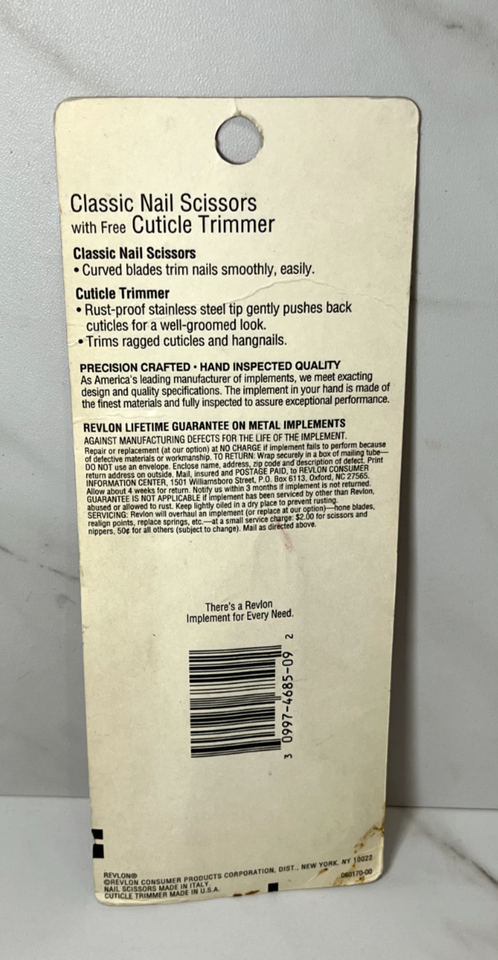 Classic Nail Scissors
with Free Cuticle Trimmer
Classic Nail Scissors
• Curved blades trim nails smoothly, easily.
Cuticle Trimmer
• Rust-proof stainless steel tip gently pushes back
cuticles for a well-groomed look.
• Trims ragged cuticles and hangnails.
PRECISION CRAFTED • HAND INSPECTED QUALITY
As America's leading manufacturer of implements, we meet exacting
design and quality specifications. The implement in your hand is made of
the finest materials and fully inspected to assure exceptional performance.
REVLON LIFETIME GUARANTEE ON METAL IMPLEMENTS
AGAINST MANUFACTURING DEFECTS FOR THE LIFE OF THE IMPLEMENT.
Repair or replacement (at our option) at NO CHARGE if implement fails to perform because
of defective materials or workmanship. TO RETURN: Wrap securely in a box of mailing tube—
DO NOT use an envelope. Enclose name, address, zip code and description of defect. Print
return address on outside. Mail, insured and POSTAGE PAID, to REVLON CONSUMER
INFORMATION CENTER, 1501 Williamsboro Street, P.O. Box 6113, Oxford, NC 27565.
Allow about 4 weeks for return. Notify us within 3 months if implement is not returned.
GUARANTEE IS NOT APPLICABLE if implement has been serviced by other than Revlon,
abused or allowed to rust. Keep lightly oiled in a dry place to prevent rusting.
SERVICING: Revlon will overhaul an implement (or replace at our option)—hone blades,
realign points, replace springs, etc.—at a small service charge: $2.00 for scissors and
nippers, 50¢ for all others (subject to change). Mail as directed above.
There's a Revlon
Implement for Every Need.
3 0997-4685-09 2
REVLON®
©REVLON CONSUMER PRODUCTS CORPORATION, DIST., NEW YORK, NY 10022
NAIL SCISSORS MADE IN ITALY
060170-00
CUTICLE TRIMMER MADE IN U.S.A.